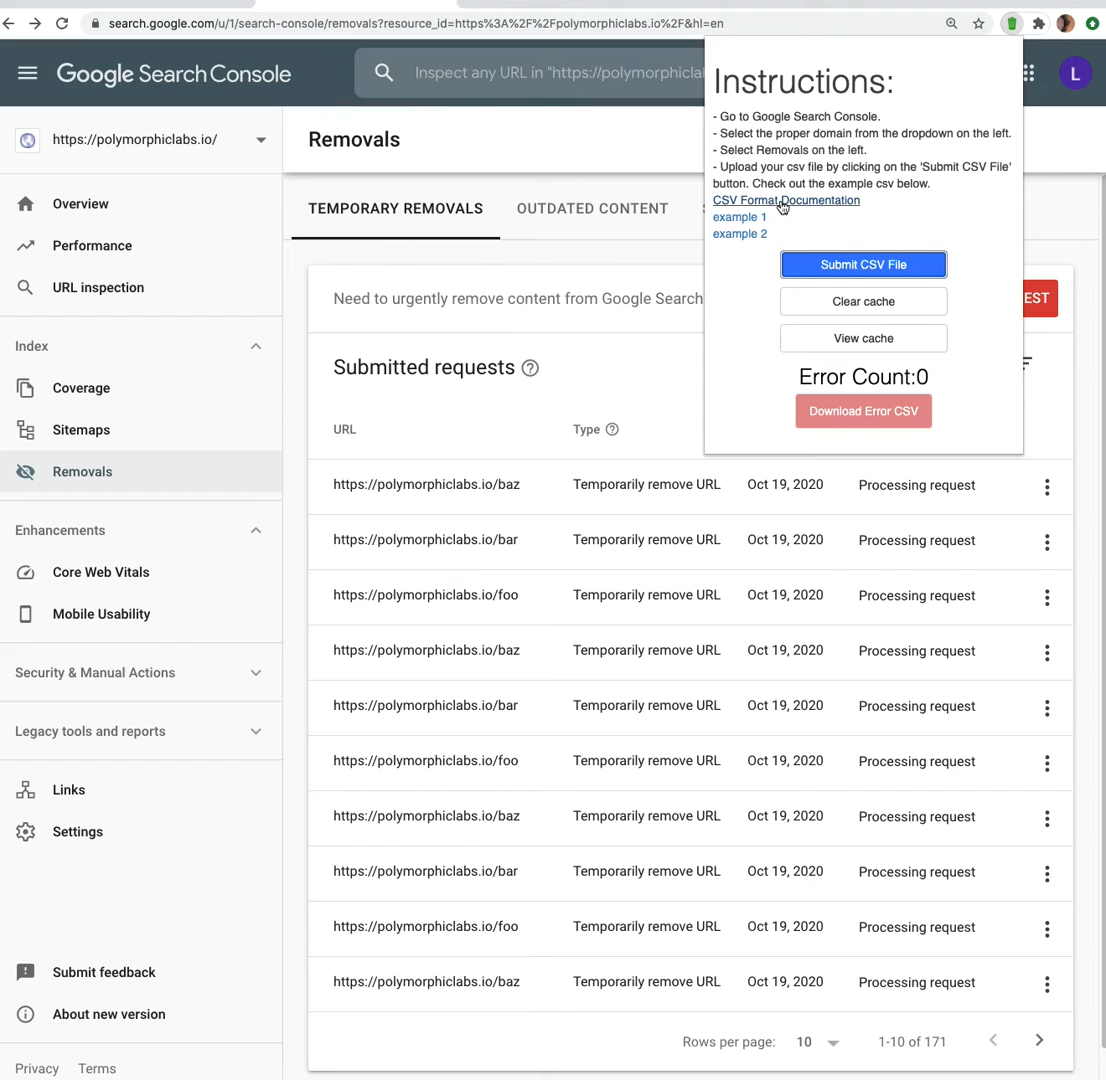 search.google.com/u/1/search-console/removals?resource_id=https%3A%2F%2Fpolymorphiclabs.io%2F&hl=en
Google Search Console
Inspect any URL in "https://polymorphiclab
L
https://polymorphiclabs.io/
Overview
Performance
URL inspection
Index
Coverage
Sitemaps
Removals
Enhancements
Core Web Vitals
Mobile Usability
Security & Manual Actions
Legacy tools and reports
Links
Settings
Submit feedback
About new version
Privacy Terms
Removals
TEMPORARY REMOVALS OUTDATED CONTENT
Need to urgently remove content from Google Search
EST
Submitted requests
URL Type
https://polymorphiclabs.io/baz Temporarily remove URL Oct 19, 2020 Processing request
https://polymorphiclabs.io/bar Temporarily remove URL Oct 19, 2020 Processing request
https://polymorphiclabs.io/foo Temporarily remove URL Oct 19, 2020 Processing request
https://polymorphiclabs.io/baz Temporarily remove URL Oct 19, 2020 Processing request
https://polymorphiclabs.io/bar Temporarily remove URL Oct 19, 2020 Processing request
https://polymorphiclabs.io/foo Temporarily remove URL Oct 19, 2020 Processing request
https://polymorphiclabs.io/baz Temporarily remove URL Oct 19, 2020 Processing request
https://polymorphiclabs.io/bar Temporarily remove URL Oct 19, 2020 Processing request
https://polymorphiclabs.io/foo Temporarily remove URL Oct 19, 2020 Processing request
https://polymorphiclabs.io/baz Temporarily remove URL Oct 19, 2020 Processing request
Rows per page: 10 1-10 of 171
Instructions:
- Go to Google Search Console.
- Select the proper domain from the dropdown on the left.
- Select Removals on the left.
- Upload your csv file by clicking on the 'Submit CSV File'
button. Check out the example csv below.
CSV Format Documentation
example 1
example 2
Submit CSV File
Clear cache
View cache
Error Count:0
Download Error CSV